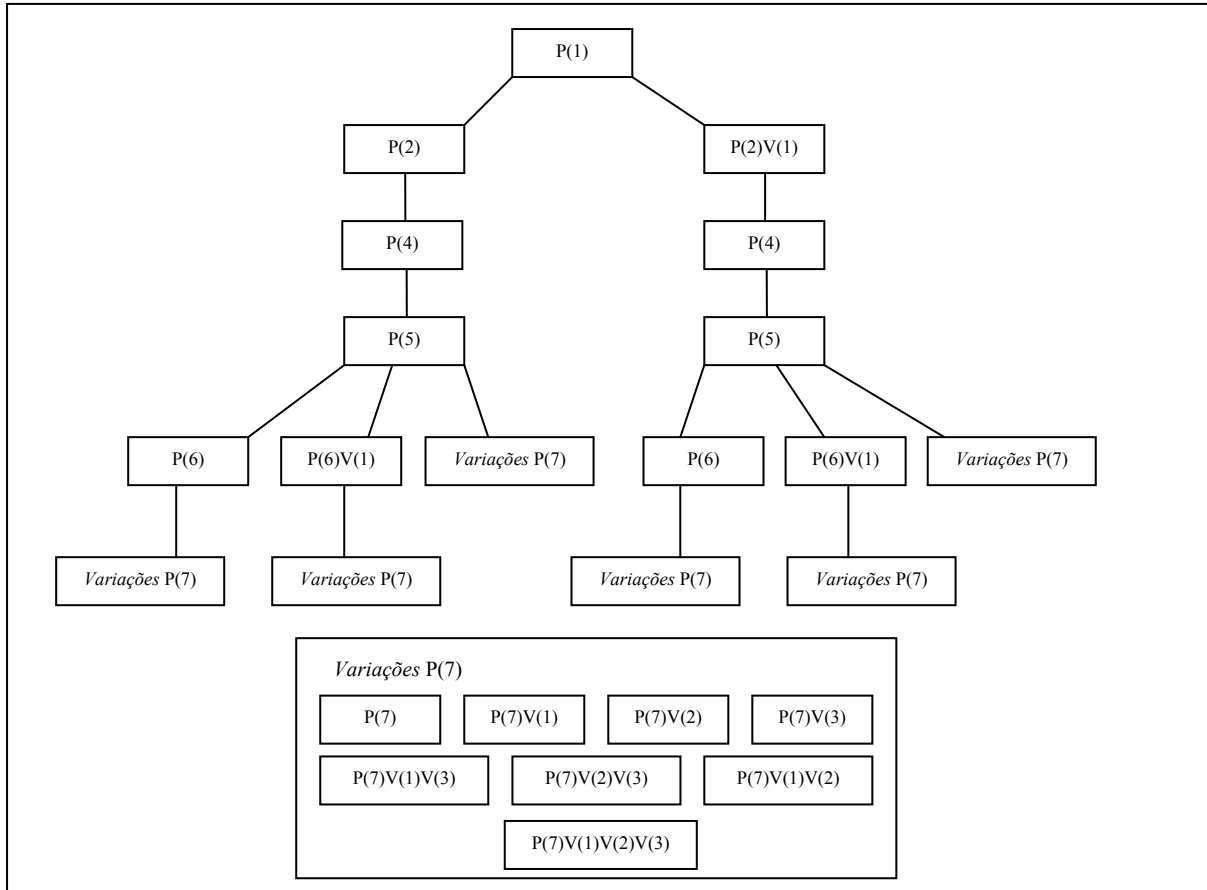 P(1)
P(2) P(2)V(1)
P(4) P(4)
P(5) P(5)
P(6) P(6)V(1) Variações P(7) P(6) P(6)V(1) Variações P(7)
Variações P(7) Variações P(7) Variações P(7) Variações P(7)
Variações P(7)
P(7) P(7)V(1) P(7)V(2) P(7)V(3)
P(7)V(1)V(3) P(7)V(2)V(3) P(7)V(1)V(2)
P(7)V(1)V(2)V(3)